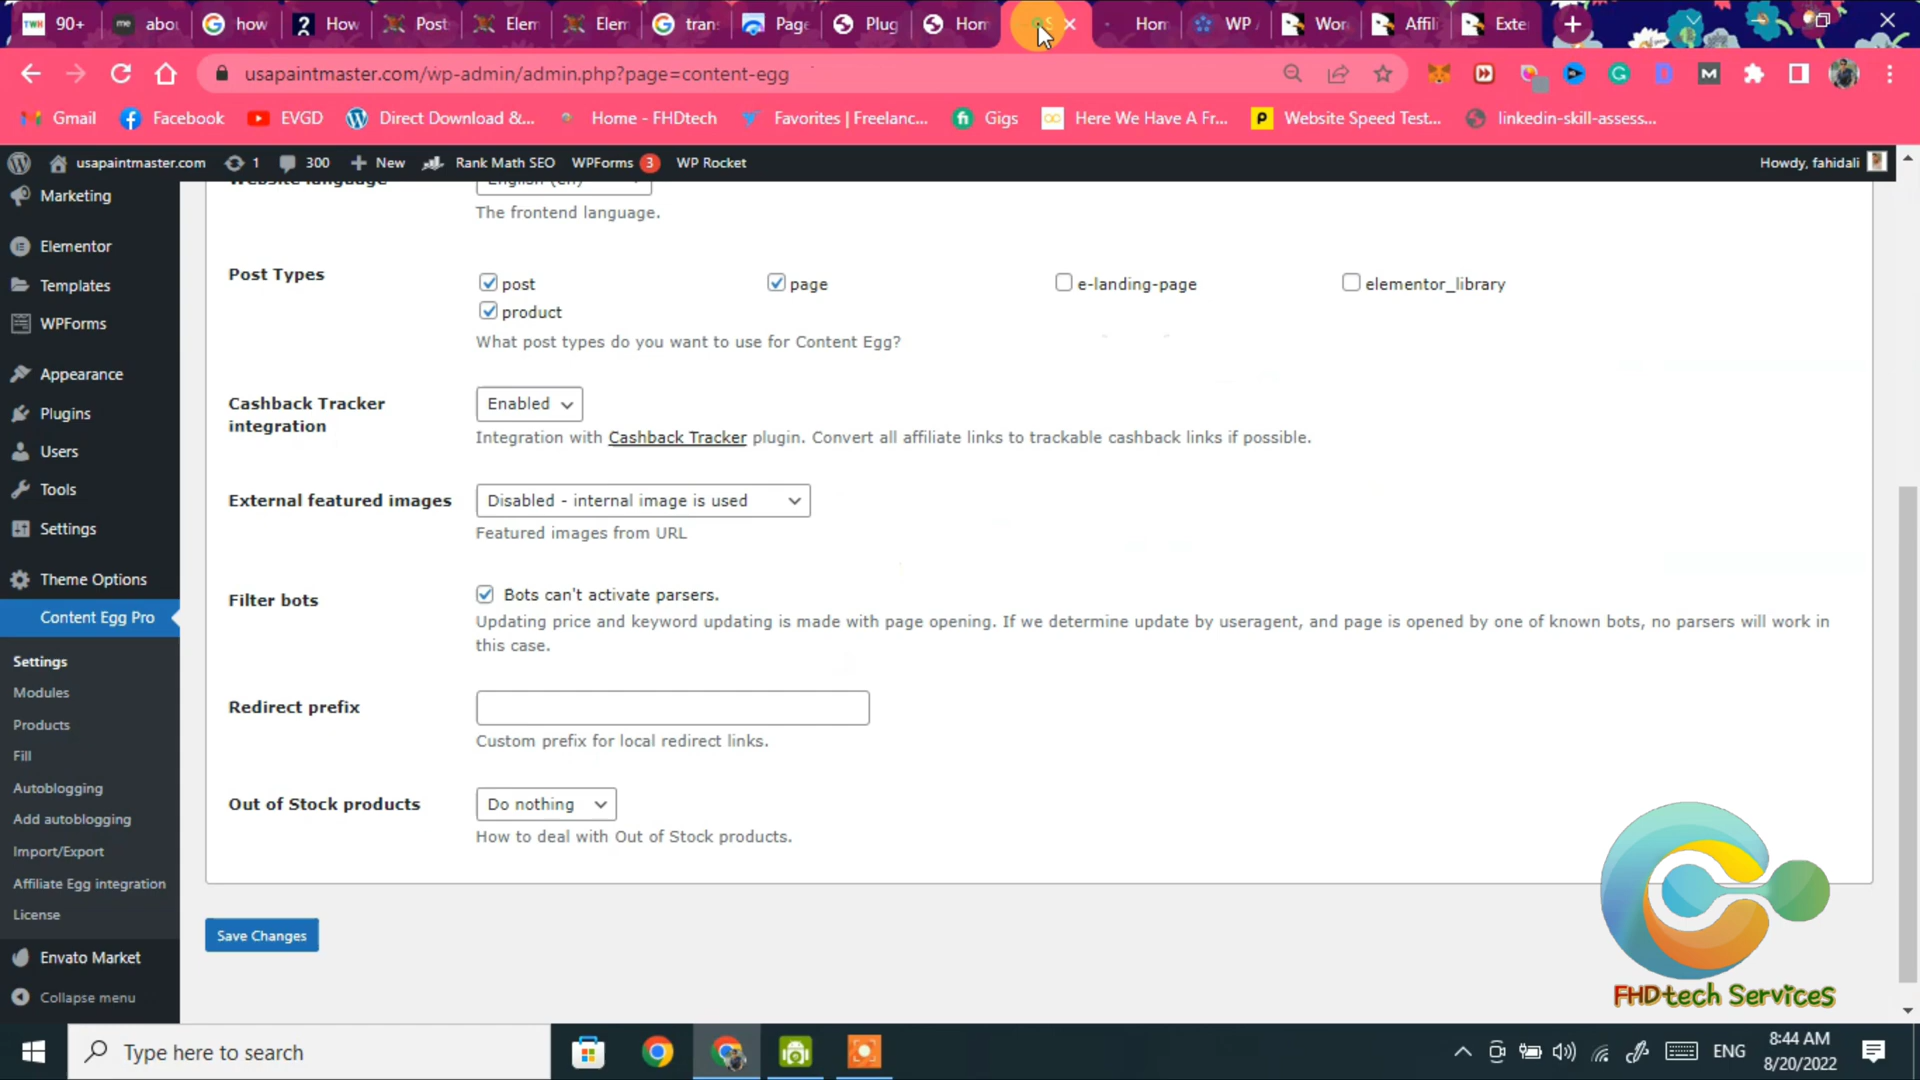 90+
abou
how
How
Post
Elem
Elem
tran
Page
Plug
Hom
Hom
WP
Wor
Affili
Exte
usapaintmaster.com/wp-admin/admin.php?page=content-egg
Gmail
Facebook
EVGD
Direct Download &...
Home - FHDtech
Favorites | Freelanc...
Gigs
Here We Have A Fr...
Website Speed Test...
linkedin-skill-assess...
usapaintmaster.com
1
300
New
Rank Math SEO
WPForms 3
WP Rocket
Howdy, fahidali
Marketing
Elementor
Templates
WPForms
Appearance
Plugins
Users
Tools
Settings
Theme Options
Content Egg Pro
Settings
Modules
Products
Fill
Autoblogging
Add autoblogging
Import/Export
Affiliate Egg integration
License
Envato Market
Collapse menu
Website language
English (en)
The frontend language.
Post Types
post
page
e-landing-page
elementor_library
product
What post types do you want to use for Content Egg?
Cashback Tracker
integration
Enabled
Integration with Cashback Tracker plugin. Convert all affiliate links to trackable cashback links if possible.
External featured images
Disabled - internal image is used
Featured images from URL
Filter bots
Bots can't activate parsers.
Updating price and keyword updating is made with page opening. If we determine update by useragent, and page is opened by one of known bots, no parsers will work in
this case.
Redirect prefix
Custom prefix for local redirect links.
Out of Stock products
Do nothing
How to deal with Out of Stock products.
Save Changes
FHDtech ServiceS
Type here to search
ENG
8:44 AM
8/20/2022